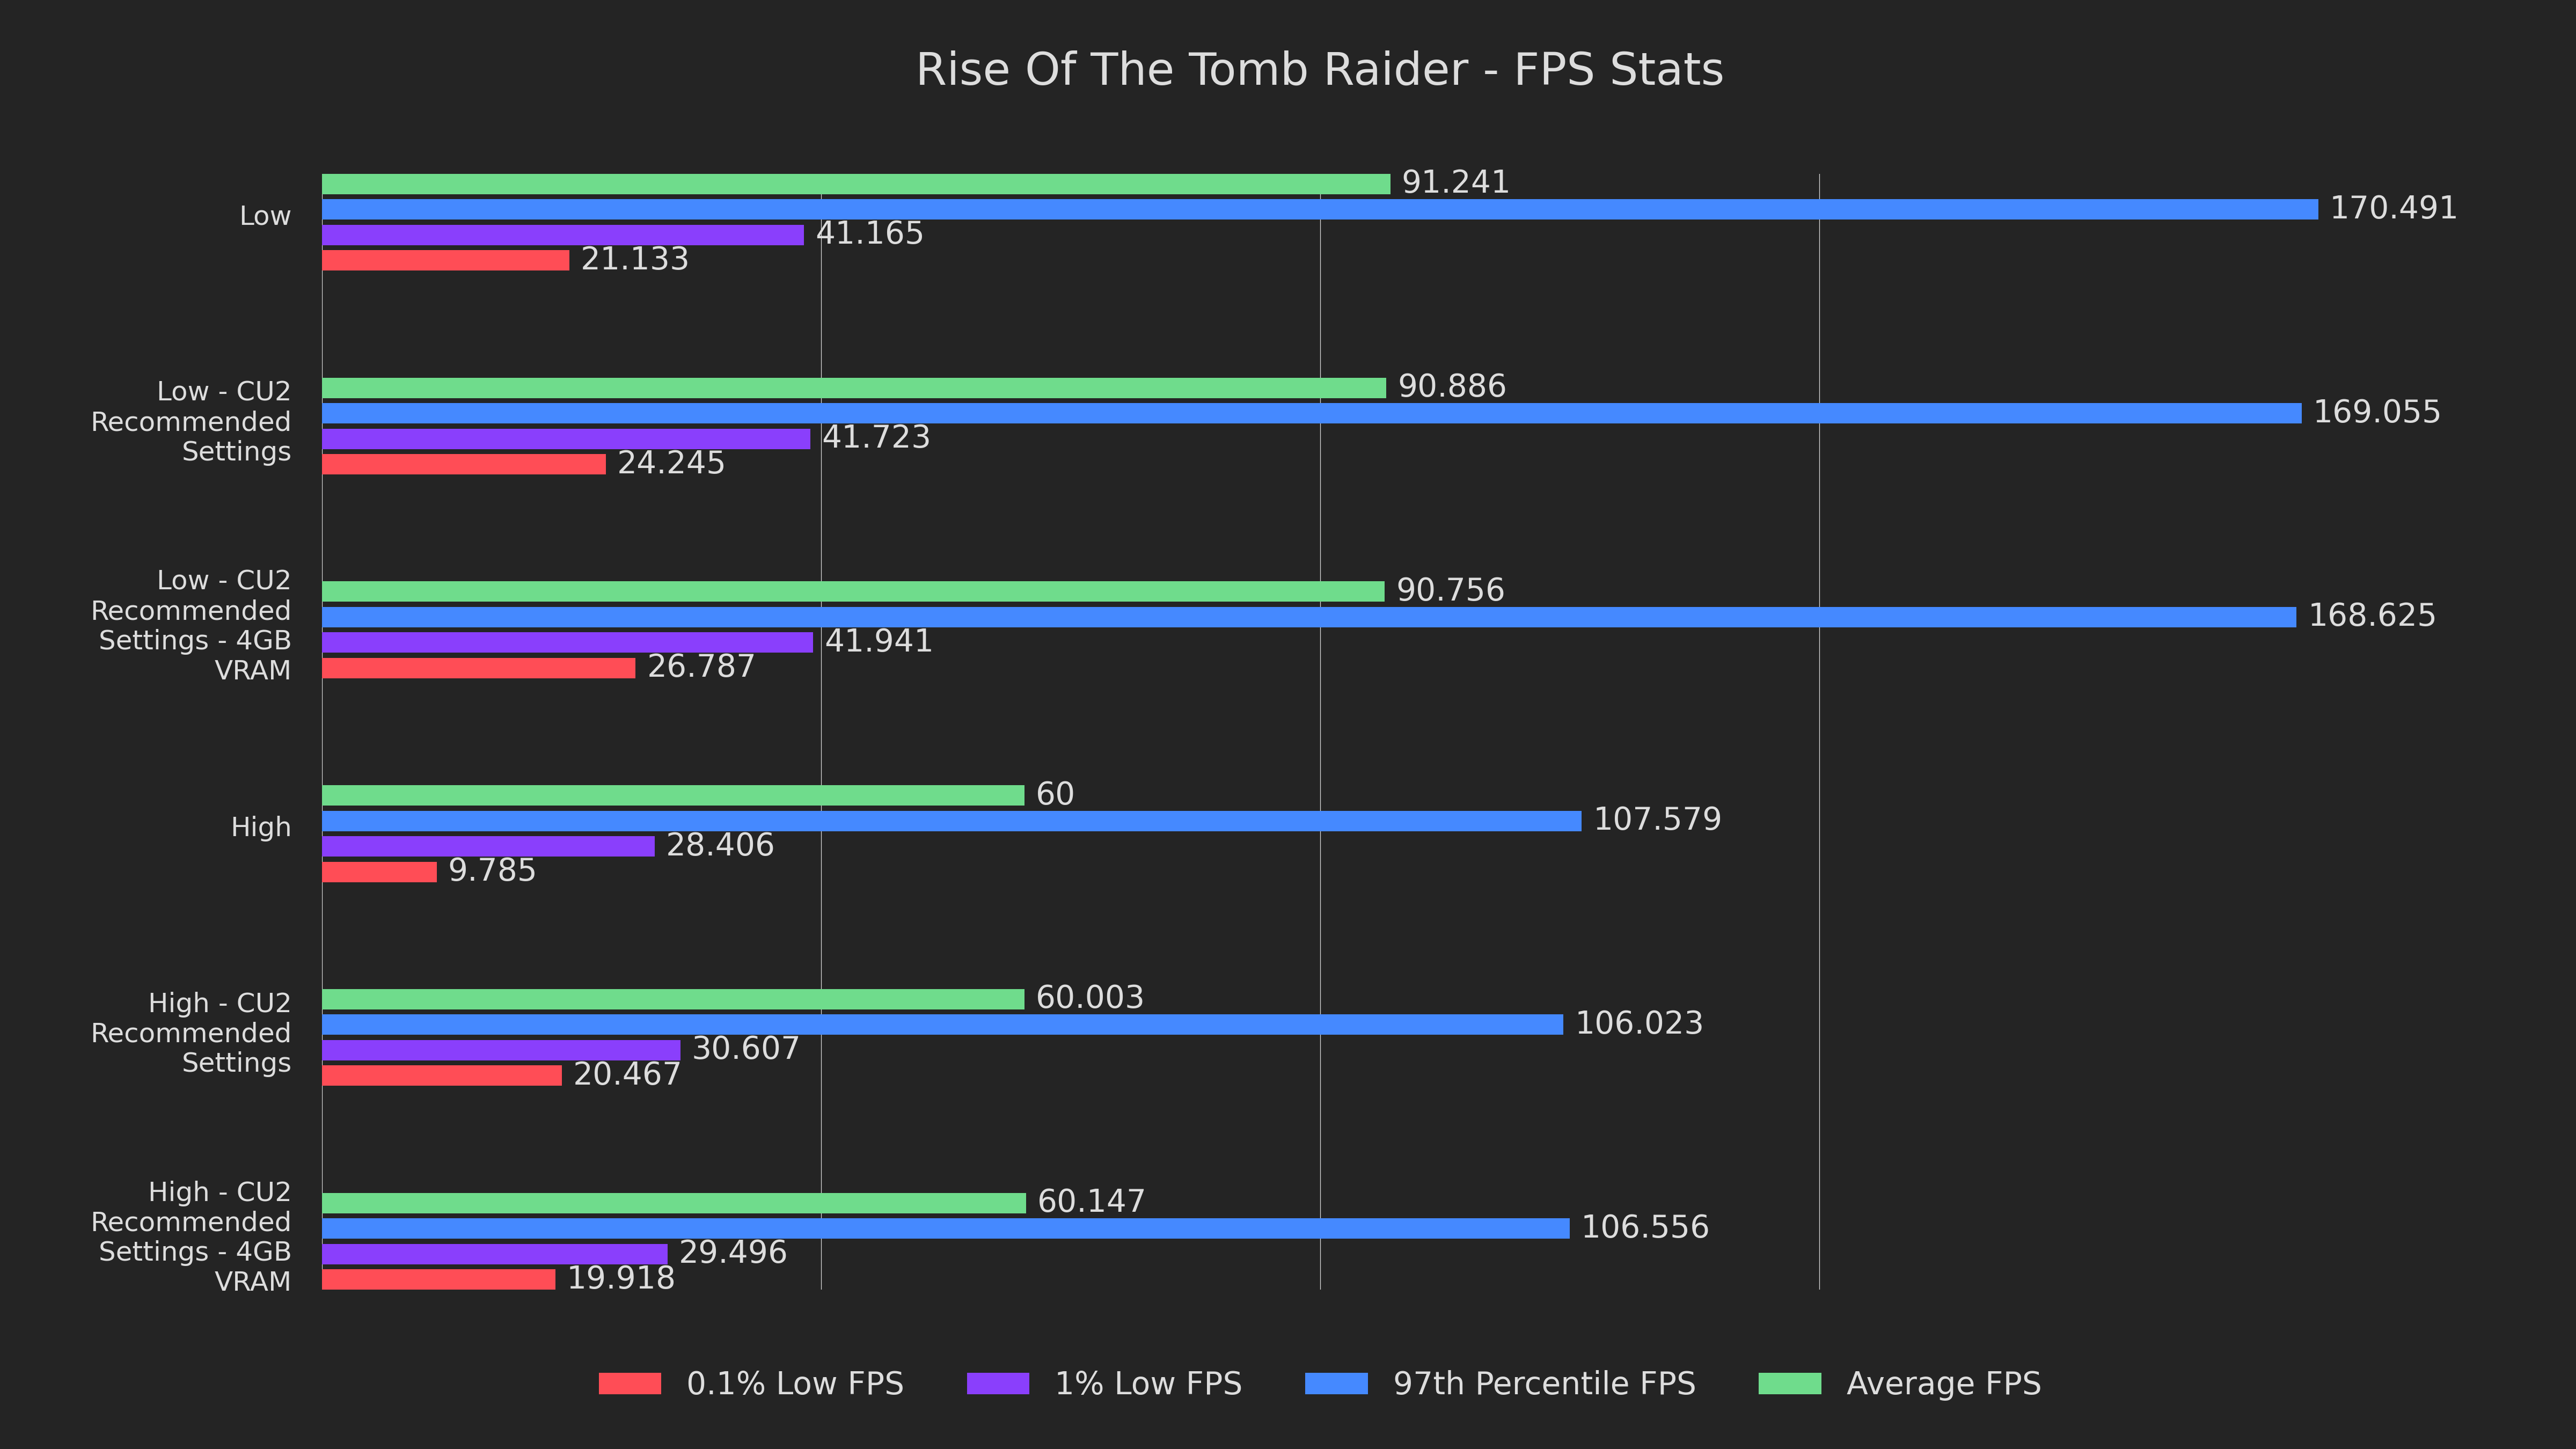 Rise Of The Tomb Raider - FPS Stats
Low
91.241
170.491
41.165
21.133
Low - CU2
Recommended
Settings
90.886
169.055
41.723
24.245
Low - CU2
Recommended
Settings - 4GB
VRAM
90.756
168.625
41.941
26.787
High
60
107.579
28.406
9.785
High - CU2
Recommended
Settings
60.003
106.023
30.607
20.467
High - CU2
Recommended
Settings - 4GB
VRAM
60.147
106.556
29.496
19.918
0.1% Low FPS
1% Low FPS
97th Percentile FPS
Average FPS